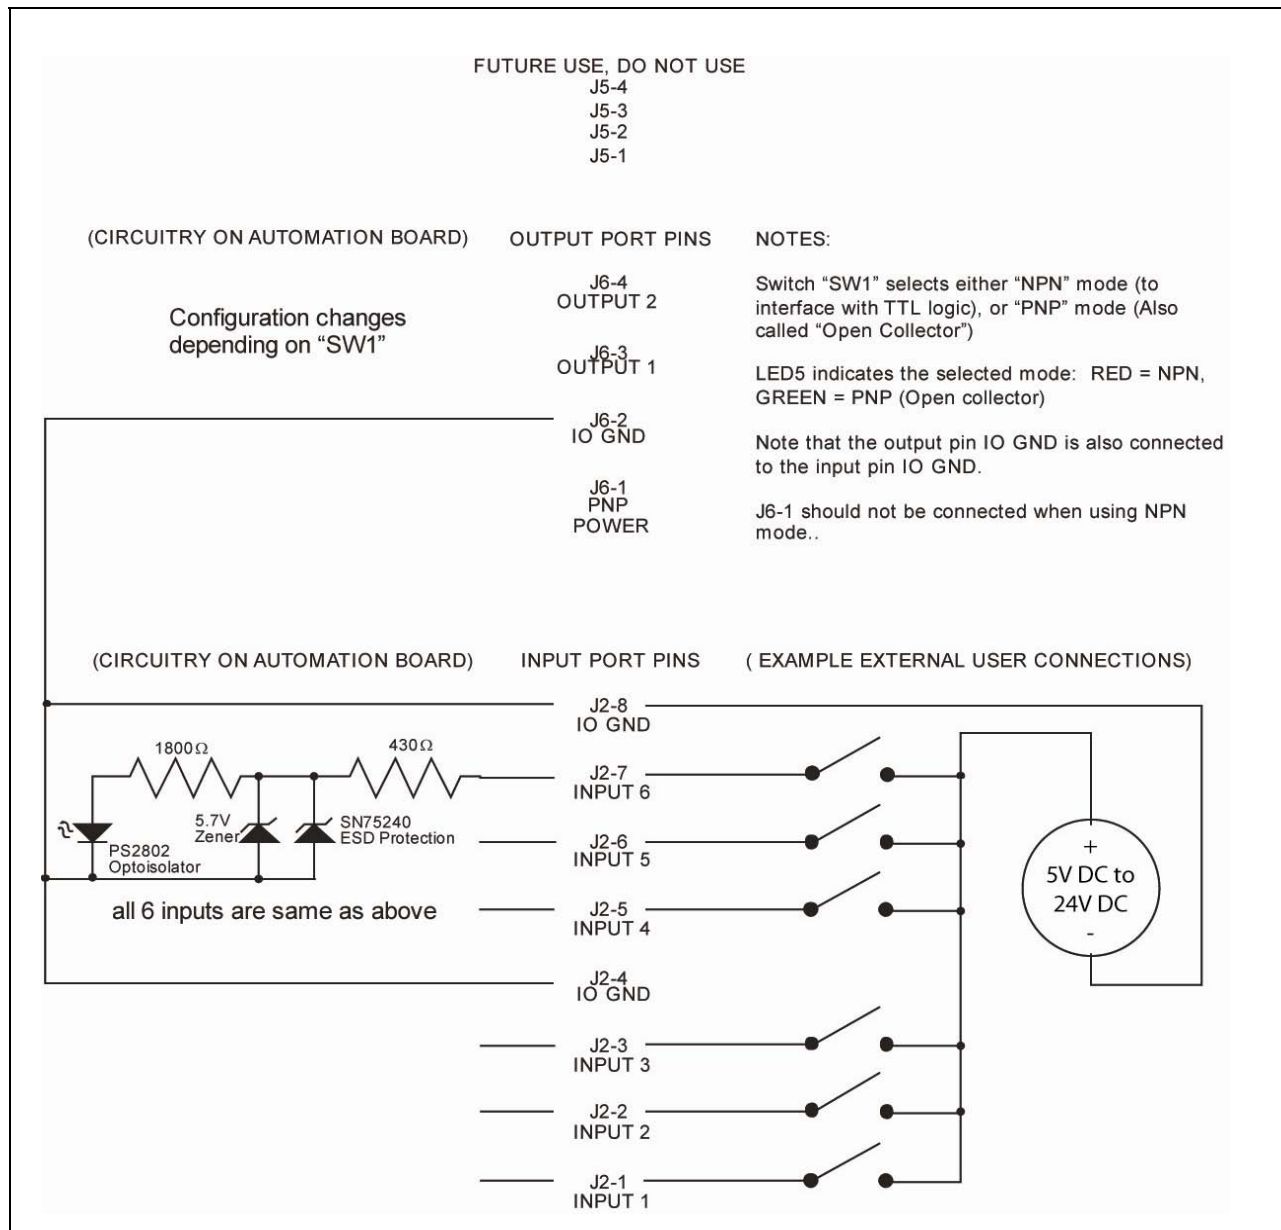 FUTURE USE, DO NOT USE
J5-4
J5-3
J5-2
J5-1
(CIRCUITRY ON AUTOMATION BOARD)
Configuration changes
depending on “SW1”
OUTPUT PORT PINS
J6-4
OUTPUT 2
J6-3
OUTPUT 1
J6-2
IO GND
J6-1
PNP
POWER
NOTES:
Switch “SW1” selects either “NPN” mode (to
interface with TTL logic), or “PNP” mode (Also
called “Open Collector”)
LED5 indicates the selected mode: RED = NPN,
GREEN = PNP (Open collector)
Note that the output pin IO GND is also connected
to the input pin IO GND.
J6-1 should not be connected when using NPN
mode..
(CIRCUITRY ON AUTOMATION BOARD)
1800Ω
430Ω
5.7V
Zener
SN75240
ESD Protection
PS2802
Optoisolator
all 6 inputs are same as above
INPUT PORT PINS
J2-8
IO GND
J2-7
INPUT 6
J2-6
INPUT 5
J2-5
INPUT 4
J2-4
IO GND
J2-3
INPUT 3
J2-2
INPUT 2
J2-1
INPUT 1
( EXAMPLE EXTERNAL USER CONNECTIONS)
+
5V DC to
24V DC
-